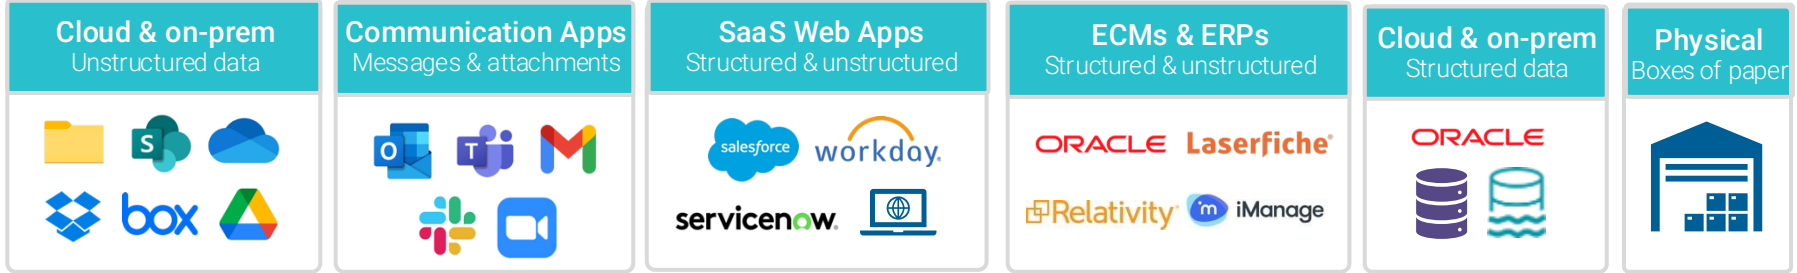 Cloud & on-prem
Unstructured data
S
box
Communication Apps
Messages & attachments
O
T
SaaS Web Apps
Structured & unstructured
salesforce
workday.
servicenow.
ECMs & ERPs
Structured & unstructured
ORACLE
Laserfiche®
Relativity
im
iManage
Cloud & on-prem
Structured data
ORACLE
Physical
Boxes of paper